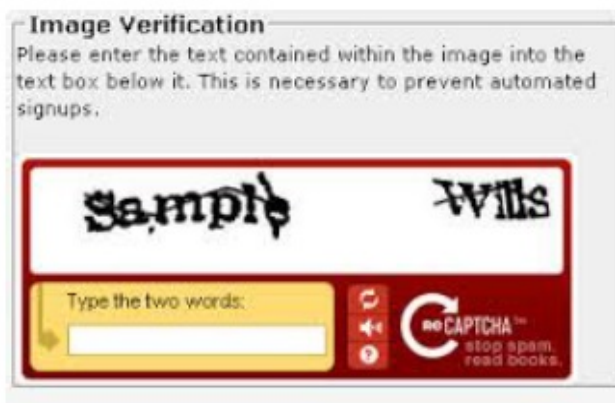 Image Verification
Please enter the text contained within the image into the
text box below it. This is necessary to prevent automated
signups.
Sample Wills
Type the two words:
RECAPTCHA™
stop spam.
read books.